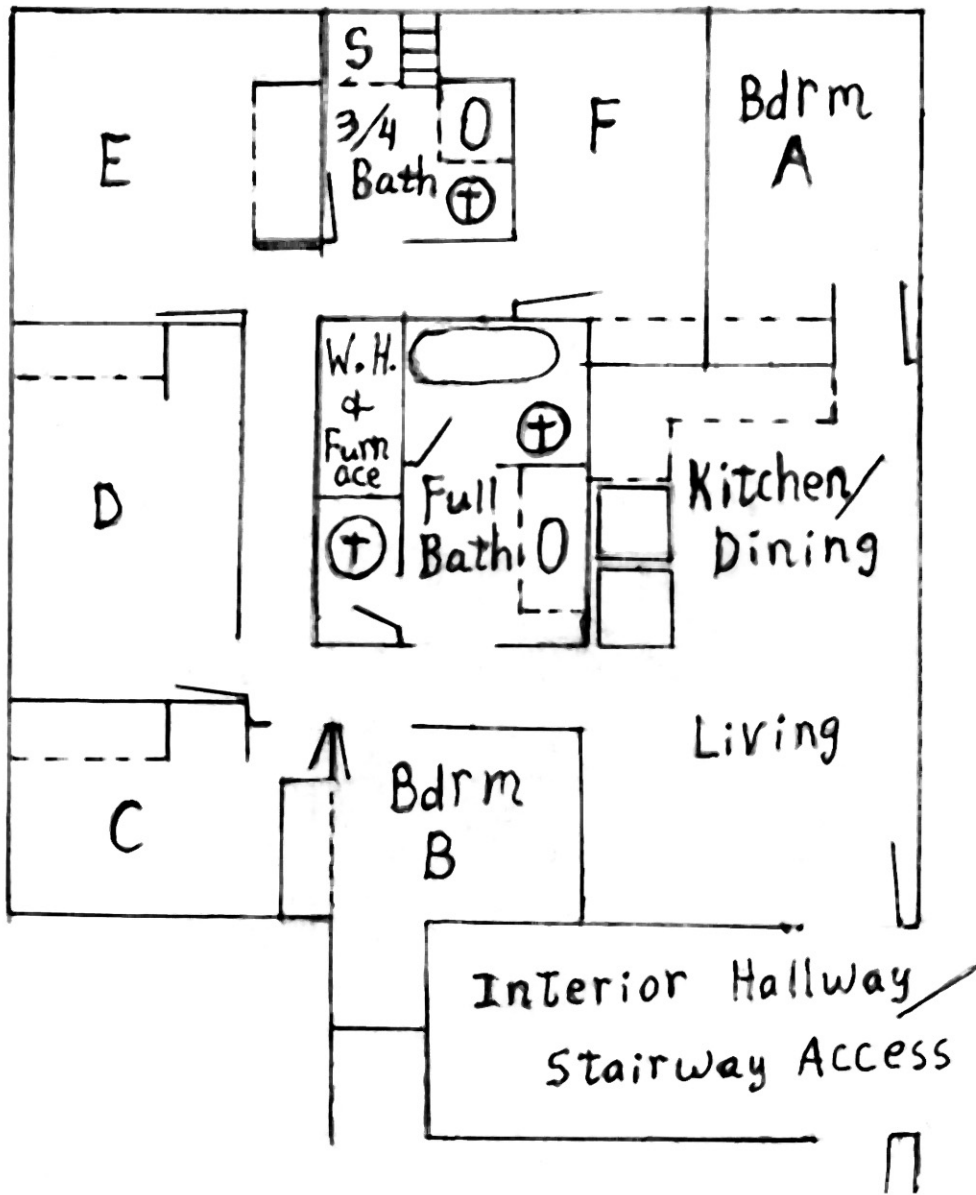 S
3/4
Bath
O
E
F
Bdrm
A
W.H.
&
Furn
ace
D
Full
Bath
O
Kitchen/
Dining
Living
C
Bdrm
B
Interior Hallway/
Stairway Access